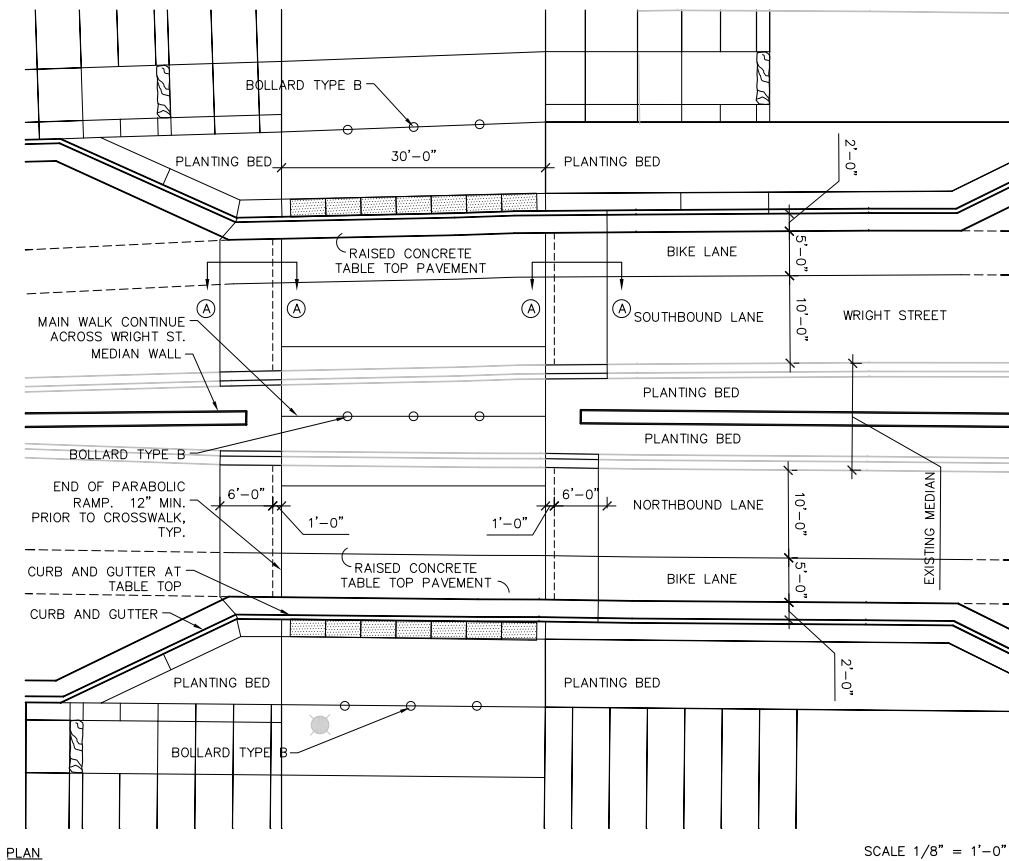 BOLLARD TYPE B
PLANTING BED
30'-0"
PLANTING BED
2'-0"
RAISED CONCRETE
TABLE TOP PAVEMENT
BIKE LANE
5'-0"
A
A
A
A
SOUTHBOUND LANE
10'-0"
WRIGHT STREET
MAIN WALK CONTINUE
ACROSS WRIGHT ST.
MEDIAN WALL
PLANTING BED
PLANTING BED
BOLLARD TYPE B
END OF PARABOLIC
RAMP. 12" MIN.
PRIOR TO CROSSWALK,
TYP.
6'-0"
1'-0"
1'-0"
6'-0"
NORTHBOUND LANE
10'-0"
EXISTING MEDIAN
RAISED CONCRETE
TABLE TOP PAVEMENT
CURB AND GUTTER AT
TABLE TOP
BIKE LANE
5'-0"
CURB AND GUTTER
PLANTING BED
PLANTING BED
2'-0"
BOLLARD TYPE B
PLAN
SCALE 1/8" = 1'-0"